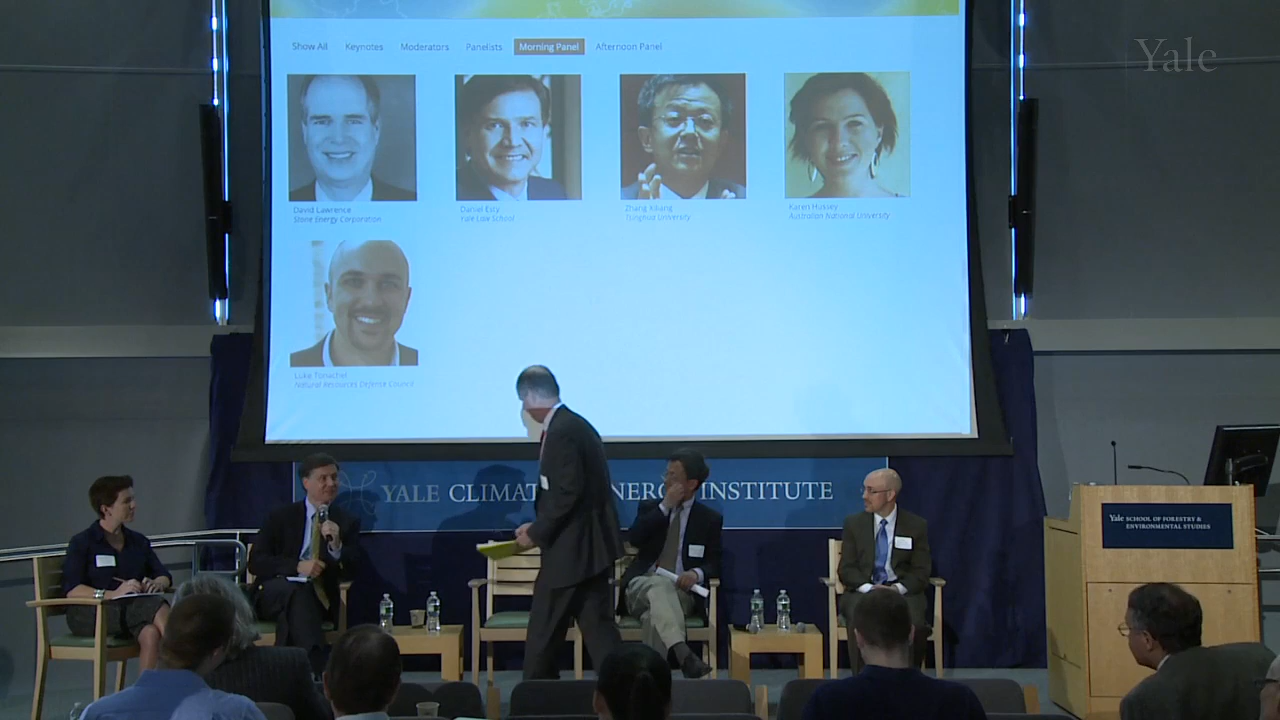 Yale
Show All Keynotes Moderators Panelists Morning Panel Afternoon Panel
David Lawrence
Stone Energy Corporation
Daniel Esty
Yale Law School
Zhang Xiliang
Tsinghua University
Karen Hussey
Australian National University
Luke Tonachel
Natural Resources Defense Council
YALE CLIMAT ENERGY INSTITUTE
Yale SCHOOL OF FORESTRY &
ENVIRONMENTAL STUDIES